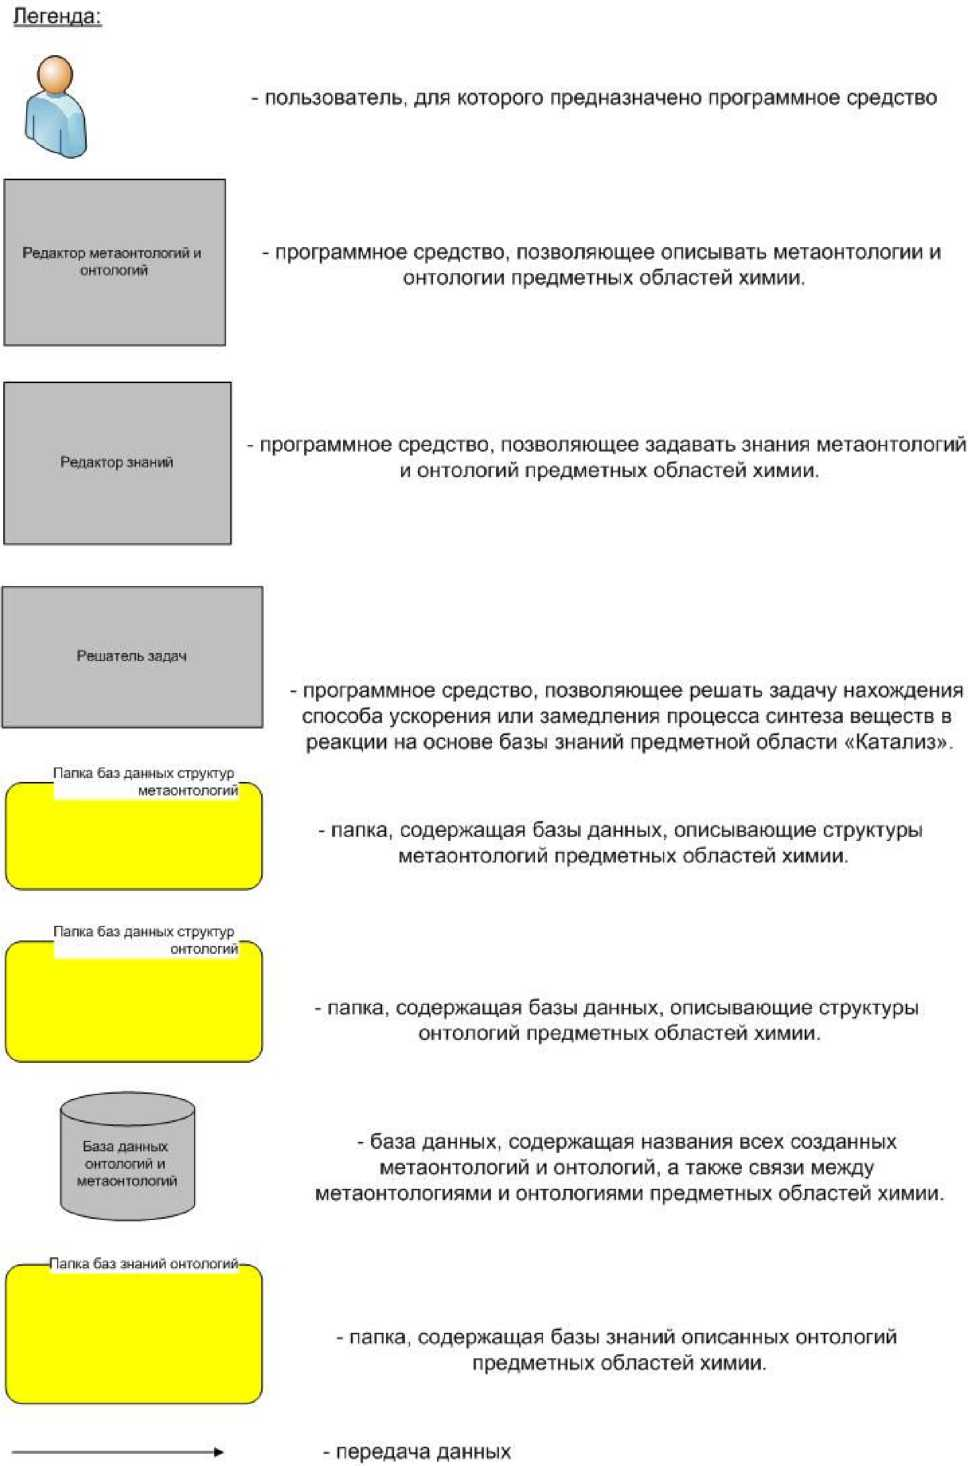 Легенда:
- пользователь, для которого предназначено программное средство
Редактор метаонтологий и
онтологий
- программное средство, позволяющее описывать метаонтологии и
онтологии предметных областей химии.
Редактор знаний
- программное средство, позволяющее задавать знания метаонтологий
и онтологий предметных областей химии.
Решатель задач
- программное средство, позволяющее решать задачу нахождения
способа ускорения или замедления процесса синтеза веществ в
реакции на основе базы знаний предметной области «Катализ».
Папка баз данных структур
метаонтологий
- папка, содержащая базы данных, описывающие структуры
метаонтологий предметных областей химии.
Папка баз данных структур
онтологий
- папка, содержащая базы данных, описывающие структуры
онтологий предметных областей химии.
База данных
онтологий и
метаонтологий
- база данных, содержащая названия всех созданных
метаонтологий и онтологий, а также связи между
метаонтологиями и онтологиями предметных областей химии.
Папка баз знаний онтологий
- папка, содержащая базы знаний описанных онтологий
предметных областей химии.
- передача данных